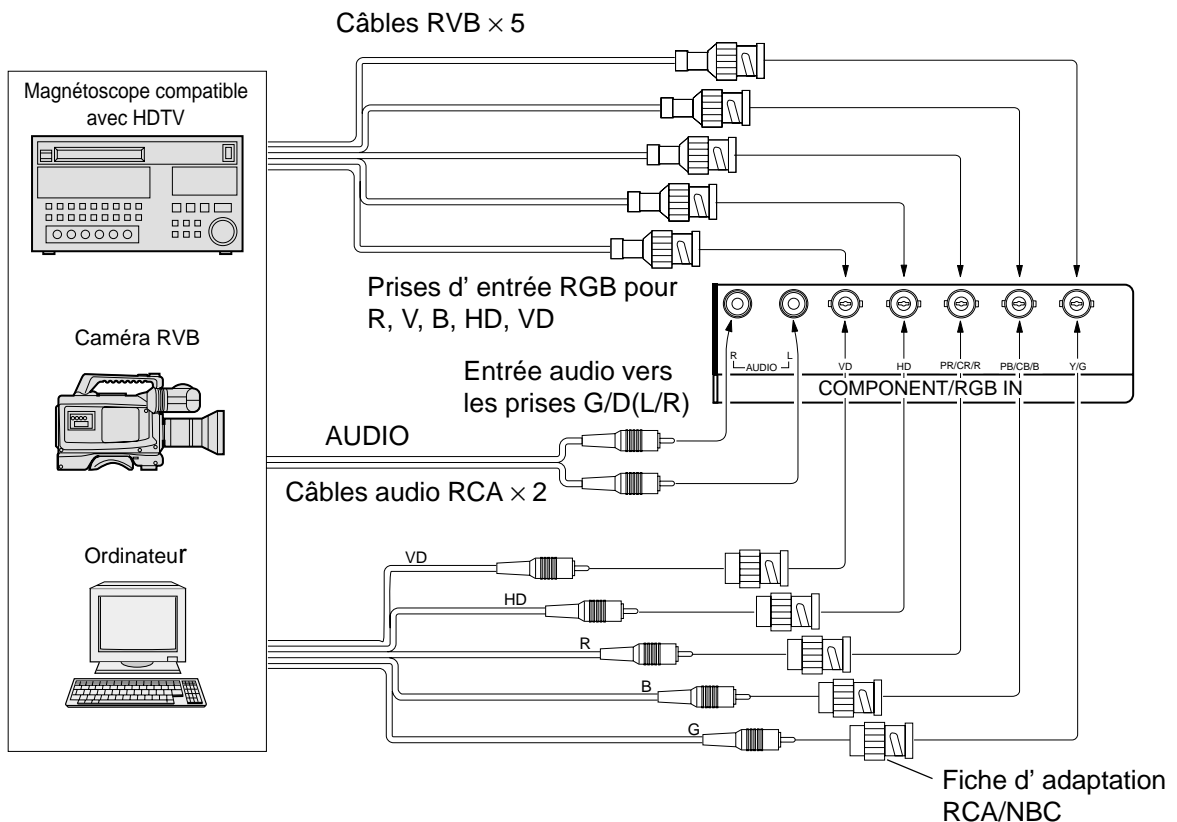 Câbles RVB × 5
Magnétoscope compatible
avec HDTV
Prises d' entrée RGB pour
R, V, B, HD, VD
Caméra RVB
Entrée audio vers
les prises G/D(L/R)
R
AUDIO
L
VD
HD
PR/CR/R
PB/CB/B
Y/G
COMPONENT/RGB IN
AUDIO
Câbles audio RCA × 2
Ordinateur
VD
HD
R
B
G
Fiche d' adaptation
RCA/NBC